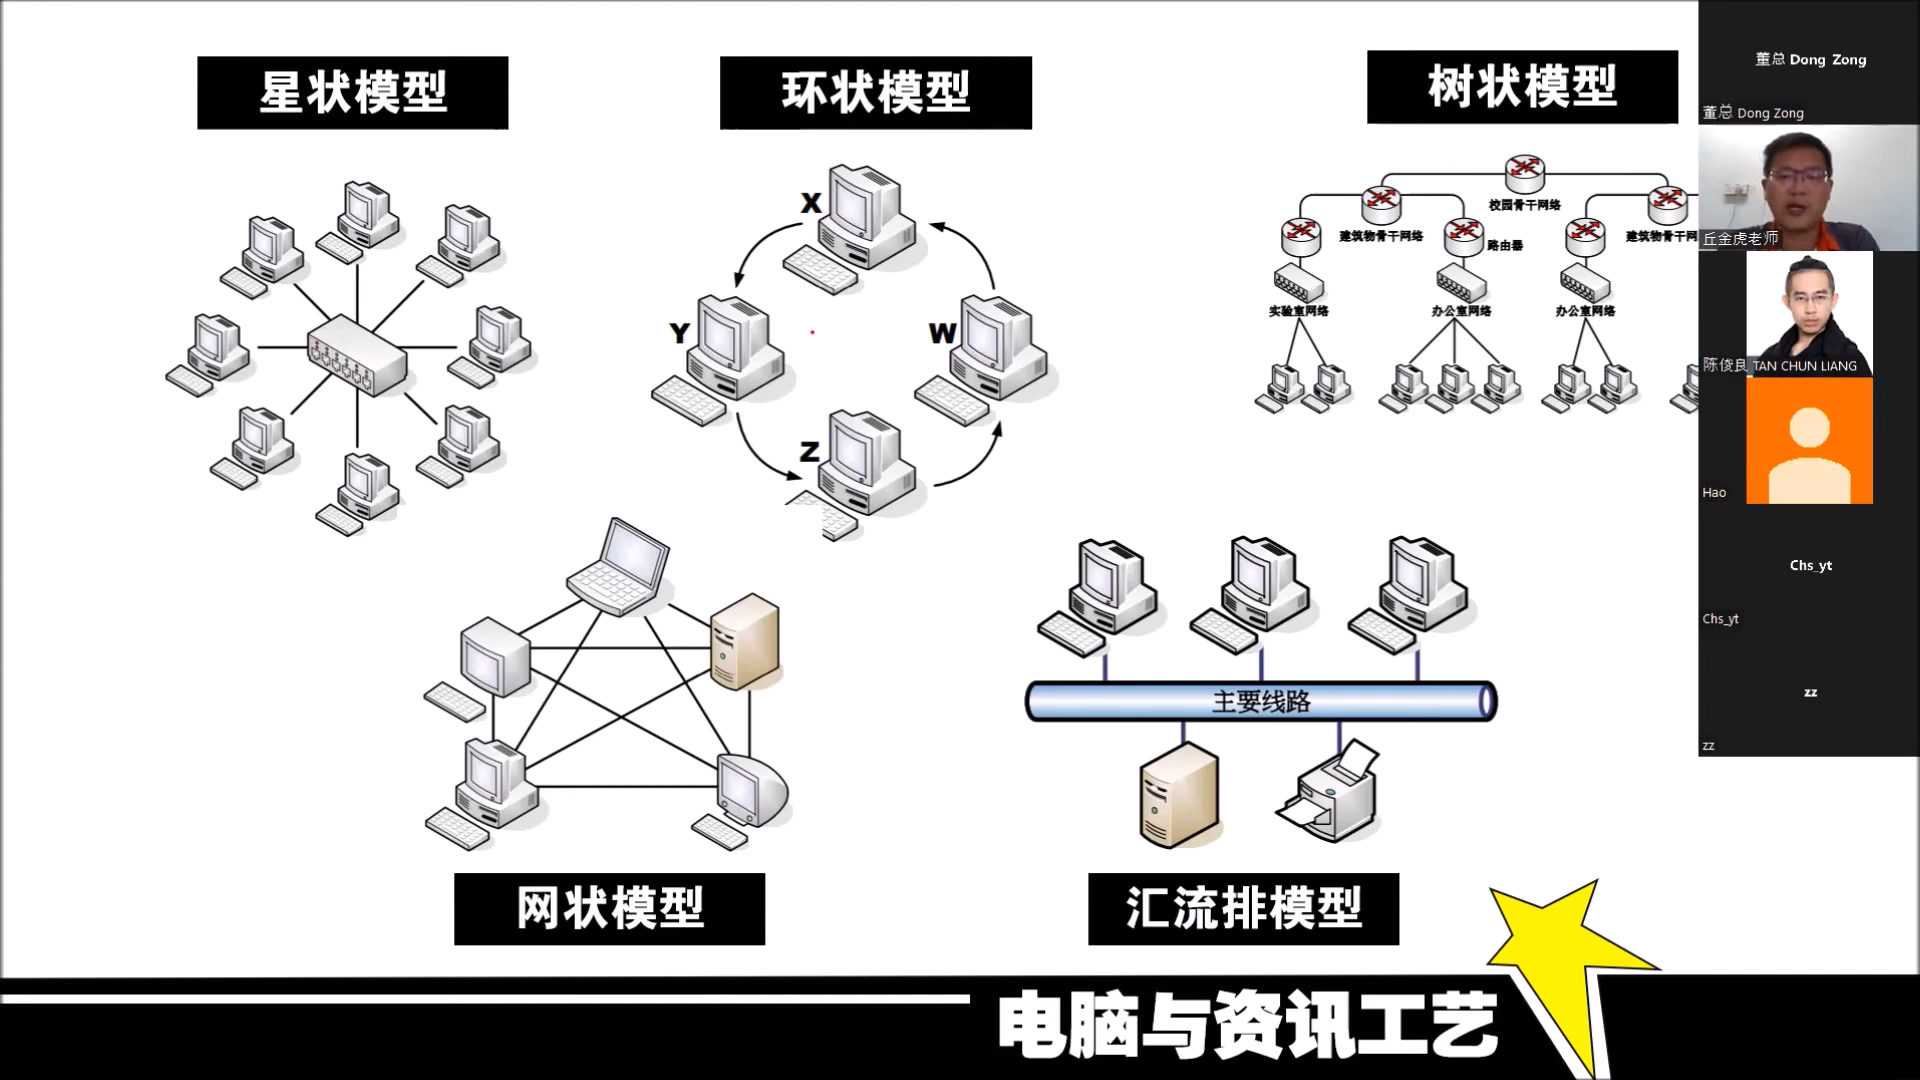 星状模型
环状模型
树状模型
X
Y
W
Z
校园骨干网络
建筑物骨干网络
路由器
建筑物骨干网
实验室网络
办公室网络
办公室网络
主要线路
网状模型
汇流排模型
电脑与资讯工艺
董总 Dong Zong
董总 Dong Zong
丘金虎老师
陈俊良 TAN CHUN LIANG
Hao
Chs_yt
Chs_yt
zz
zz